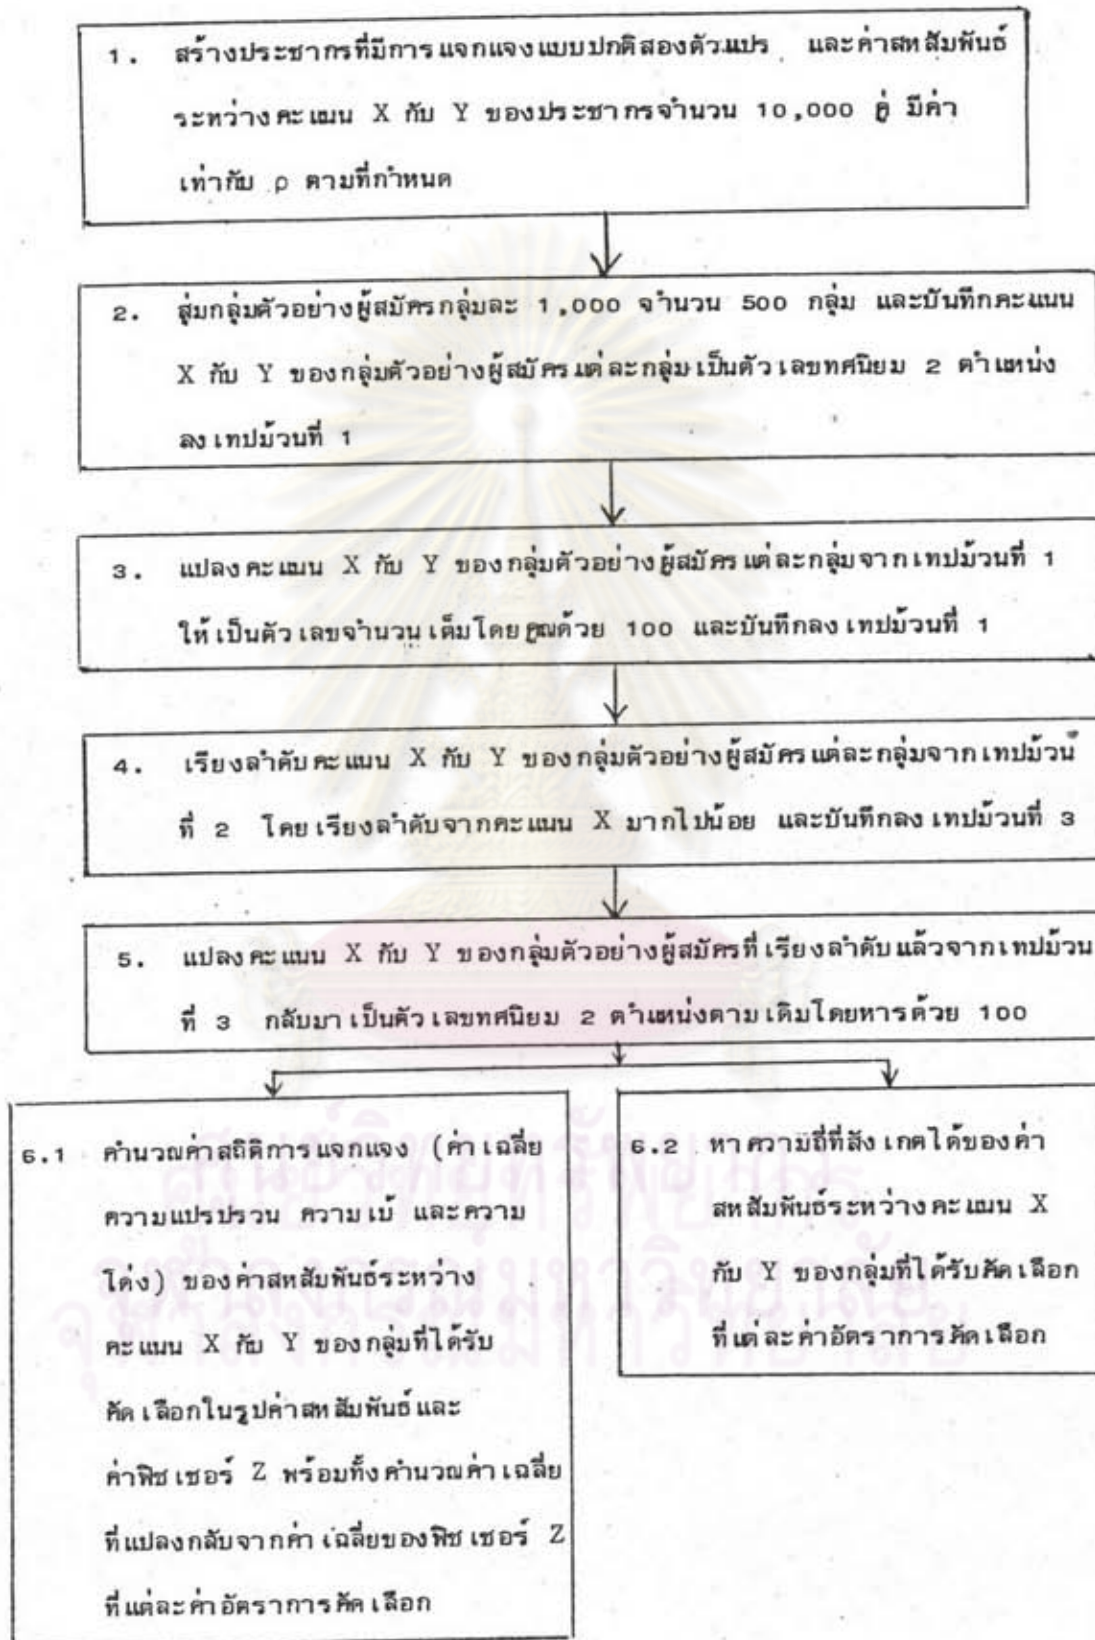 1. สร้างประชากรที่มีการแจกแจงแบบปกติสองตัวแปร และค่าสหสัมพันธ์
ระหว่างคะแนน X กับ Y ของประชากรจำนวน 10,000 คู่ มีค่า
เท่ากับ ρ ตามที่กำหนด
2. สุ่มกลุ่มตัวอย่างผู้สมัครกลุ่มละ 1,000 จำนวน 500 กลุ่ม และบันทึกคะแนน
X กับ Y ของกลุ่มตัวอย่างผู้สมัครแต่ละกลุ่มเป็นตัวเลขทศนิยม 2 ตำแหน่ง
ลงเทปม้วนที่ 1
3. แปลงคะแนน X กับ Y ของกลุ่มตัวอย่างผู้สมัครแต่ละกลุ่มจากเทปม้วนที่ 1
ให้เป็นตัวเลขจำนวนเต็มโดยคูณด้วย 100 และบันทึกลงเทปม้วนที่ 1
4. เรียงลำดับคะแนน X กับ Y ของกลุ่มตัวอย่างผู้สมัครแต่ละกลุ่มจากเทปม้วน
ที่ 2 โดยเรียงลำดับจากคะแนน X มากไปน้อย และบันทึกลงเทปม้วนที่ 3
5. แปลงคะแนน X กับ Y ของกลุ่มตัวอย่างผู้สมัครที่เรียงลำดับแล้วจากเทปม้วน
ที่ 3 กลับมาเป็นตัวเลขทศนิยม 2 ตำแหน่งตามเดิมโดยหารด้วย 100
6.1 คำนวณค่าสถิติการแจกแจง (ค่าเฉลี่ย
ความแปรปรวน ความเบ้ และความ
โด่ง) ของค่าสหสัมพันธ์ระหว่าง
คะแนน X กับ Y ของกลุ่มที่ได้รับ
คัดเลือกในรูปค่าสหสัมพันธ์และ
ค่าฟิชเชอร์ Z พร้อมทั้งคำนวณค่าเฉลี่ย
ที่แปลงกลับจากค่าเฉลี่ยของฟิชเชอร์ Z
ที่แต่ละค่าอัตราการคัดเลือก
6.2 หาความถี่ที่สังเกตได้ของค่า
สหสัมพันธ์ระหว่างคะแนน X
กับ Y ของกลุ่มที่ได้รับคัดเลือก
ที่แต่ละค่าอัตราการคัดเลือก
ศูนย์วิทยทรัพยากร
จุฬาลงกรณ์มหาวิทยาลัย